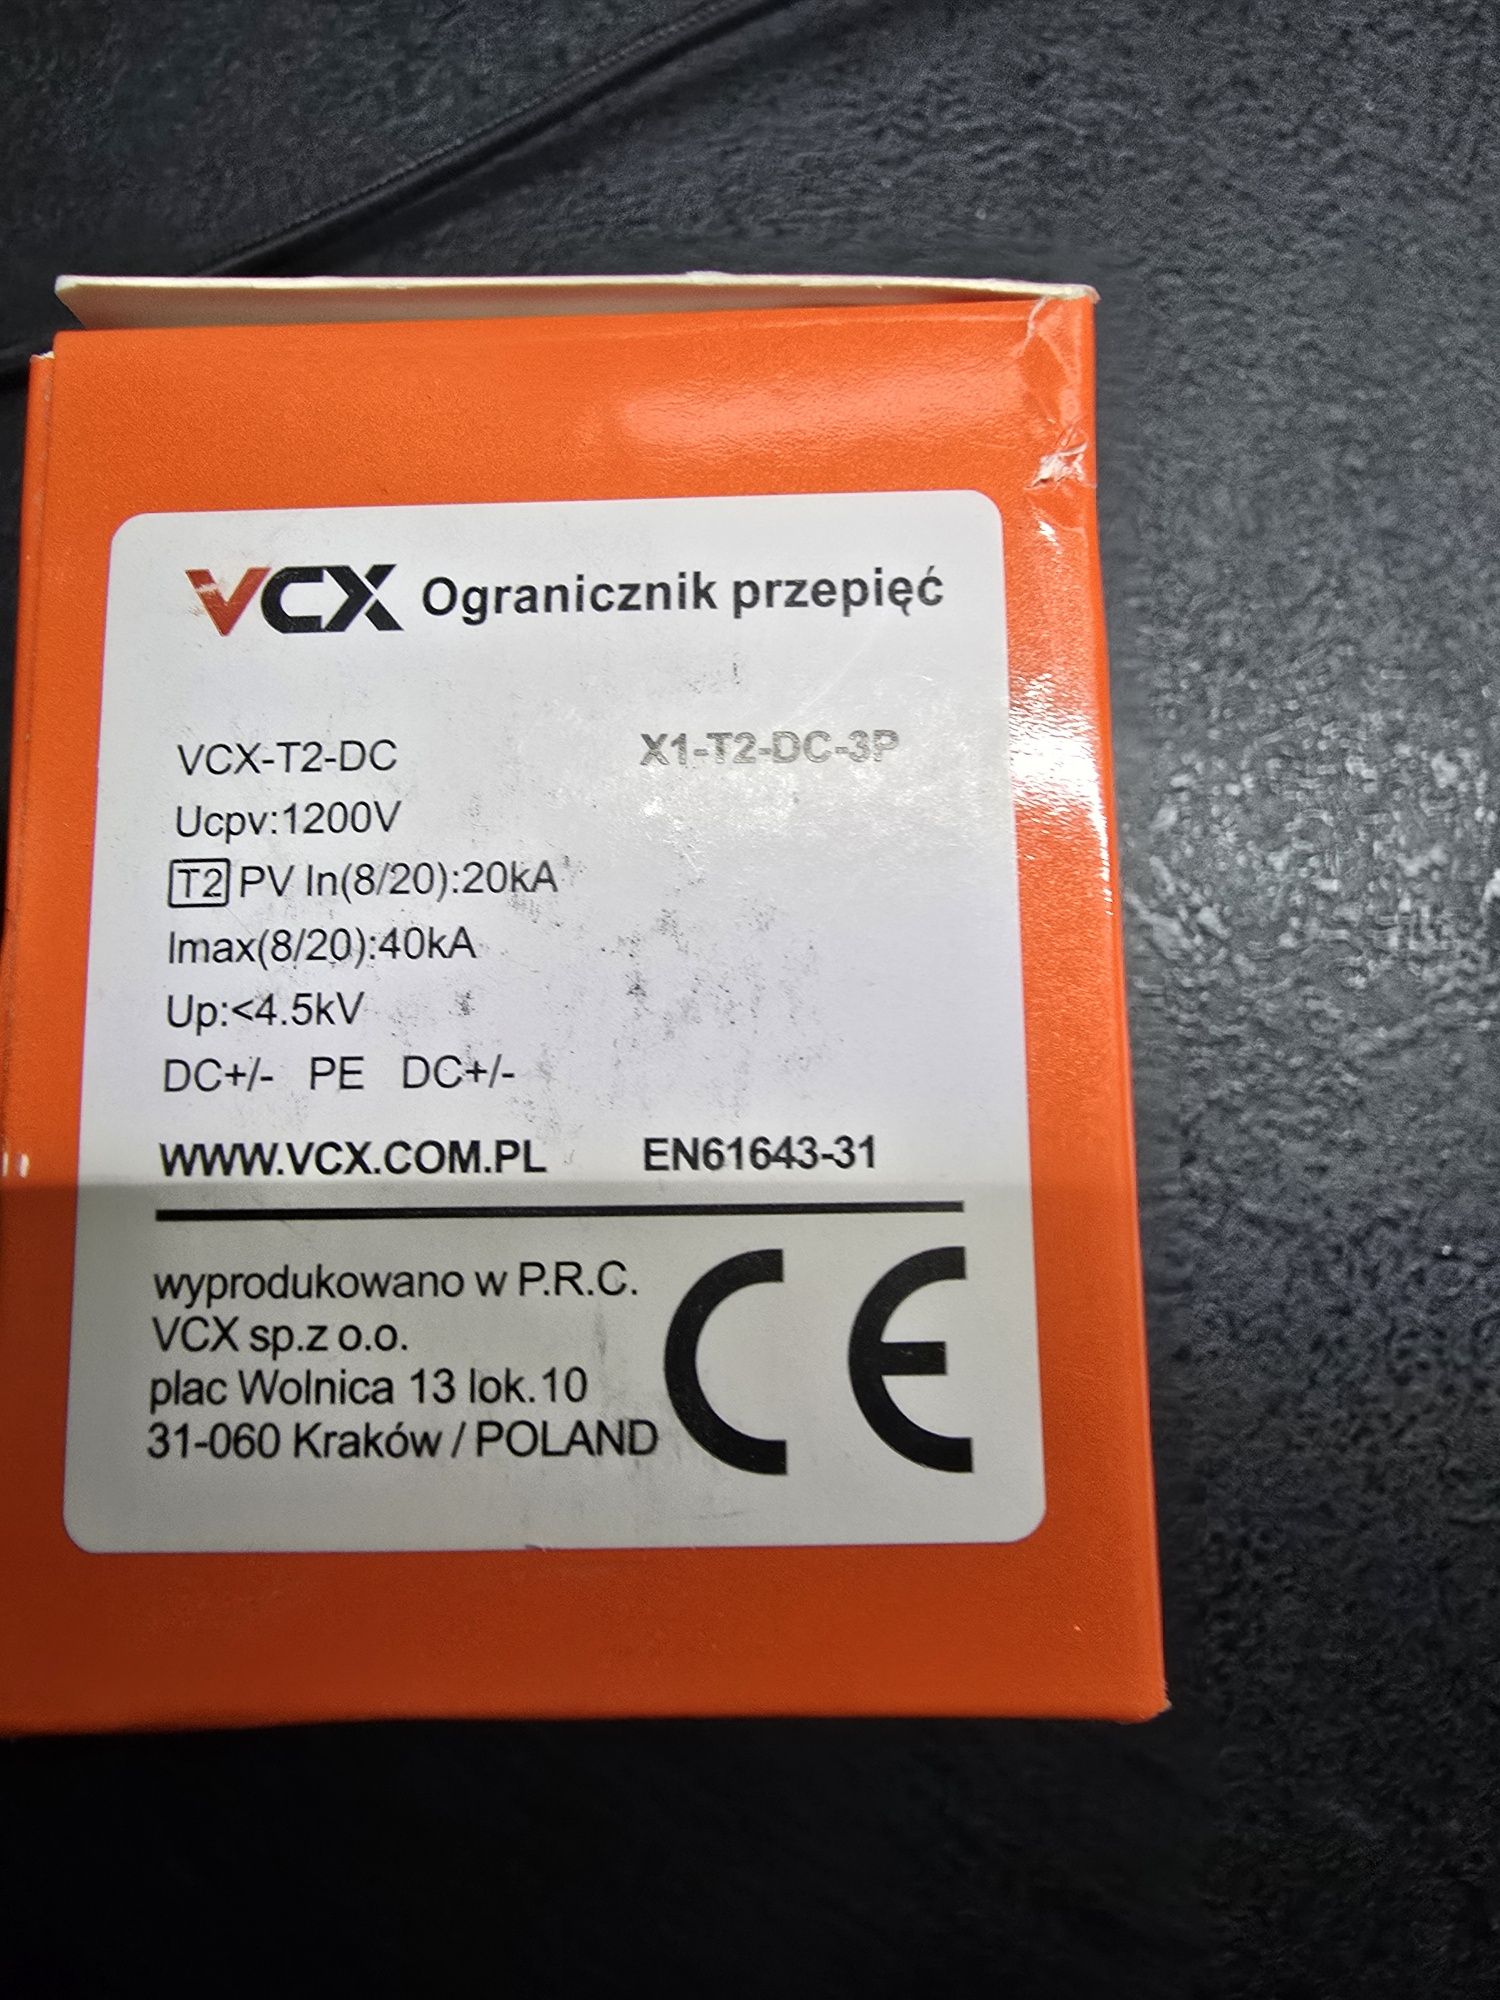 VCX Ogranicznik przepięć
VCX-T2-DC X1-T2-DC-3P
Ucpv:1200V
T2 PV In(8/20):20kA
Imax(8/20):40kA
Up:<4.5kV
DC+/- PE DC+/-
WWW.VCX.COM.PL EN61643-31
wyprodukowano w P.R.C.
VCX sp.z o.o.
plac Wolnica 13 lok.10
31-060 Kraków / POLAND
CE